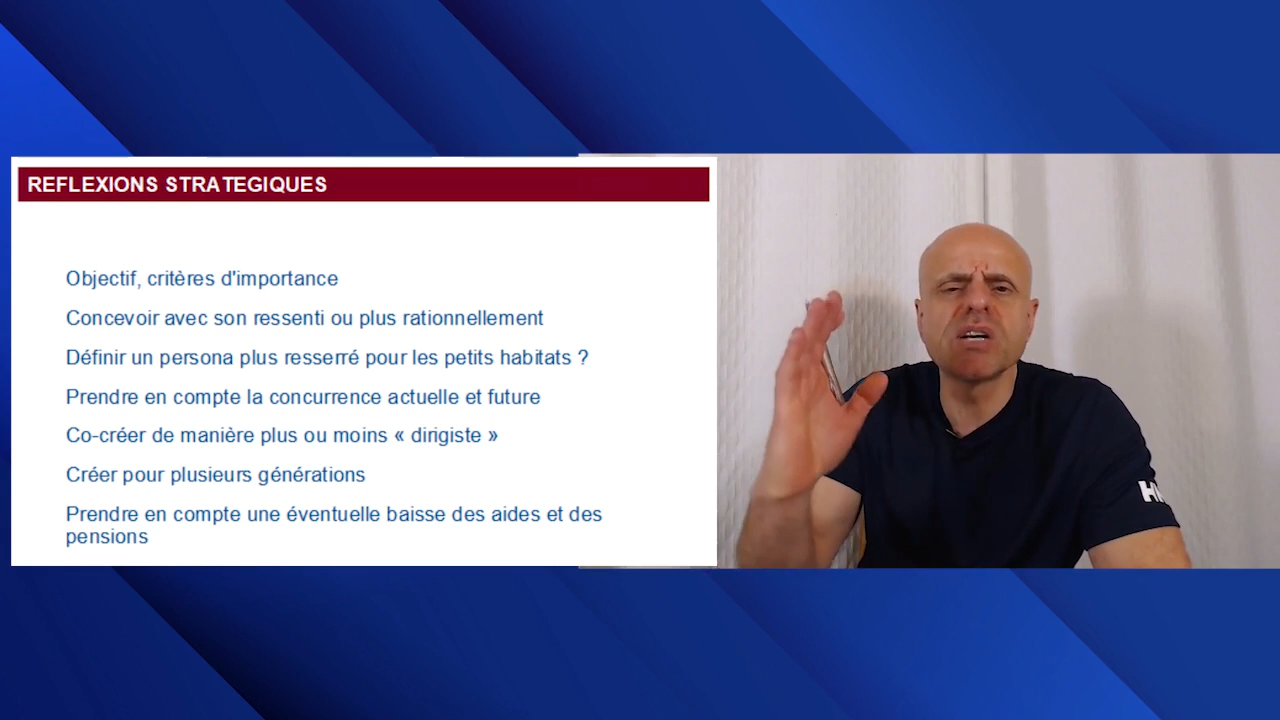 REFLEXIONS STRATEGIQUES
Objectif, critères d'importance
Concevoir avec son ressenti ou plus rationnellement
Définir un persona plus resserré pour les petits habitats ?
Prendre en compte la concurrence actuelle et future
Co-créer de manière plus ou moins « dirigiste »
Créer pour plusieurs générations
Prendre en compte une éventuelle baisse des aides et des
pensions